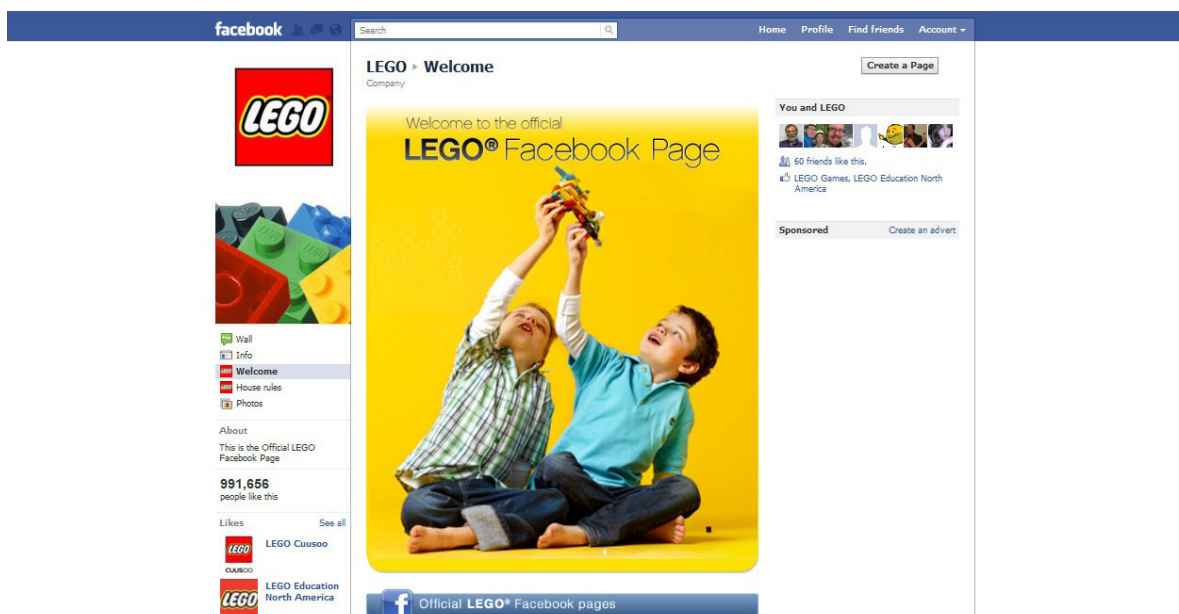 facebook
Search
Home Profile Find friends Account
LEGO
LEGO ▸ Welcome
Company
Create a Page
Welcome to the official
LEGO® Facebook Page
You and LEGO
60 friends like this.
LEGO Games, LEGO Education North
America
Sponsored Create an advert
Wall
Info
Welcome
House rules
Photos
About
This is the Official LEGO
Facebook Page
991,656
people like this
Likes See all
LEGO
CUUSOO
LEGO Cuusoo
LEGO
LEGO Education
North America
Official LEGO® Facebook pages